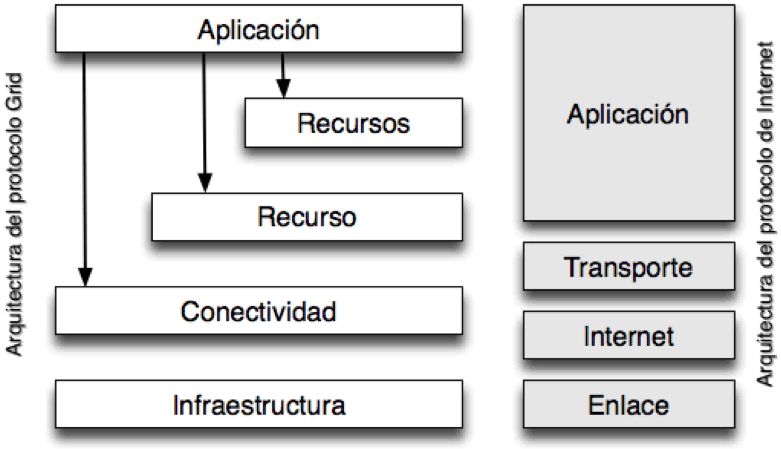 Arquitectura del protocolo Grid
Aplicación
Recursos
Recurso
Conectividad
Infraestructura
Aplicación
Transporte
Internet
Enlace
Arquitectura del protocolo de Internet